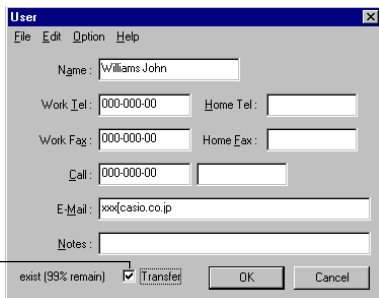 User
File Edit Option Help
Name : Williams John
Work Tel : 000-000-00 Home Tel :
Work Fax : 000-000-00 Home Fax :
Call : 000-000-00
E-Mail : xxx[casio.co.jp
Notes :
exist (99% remain) Transfer OK Cancel